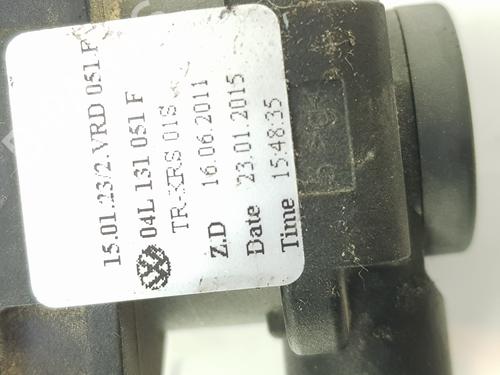 15.01.23/2.VRD 051.F
04L 131 051 F
TR-KRS 01S
Z.D 16.06.2011
Date 23.01.2015
Time 15:48:35